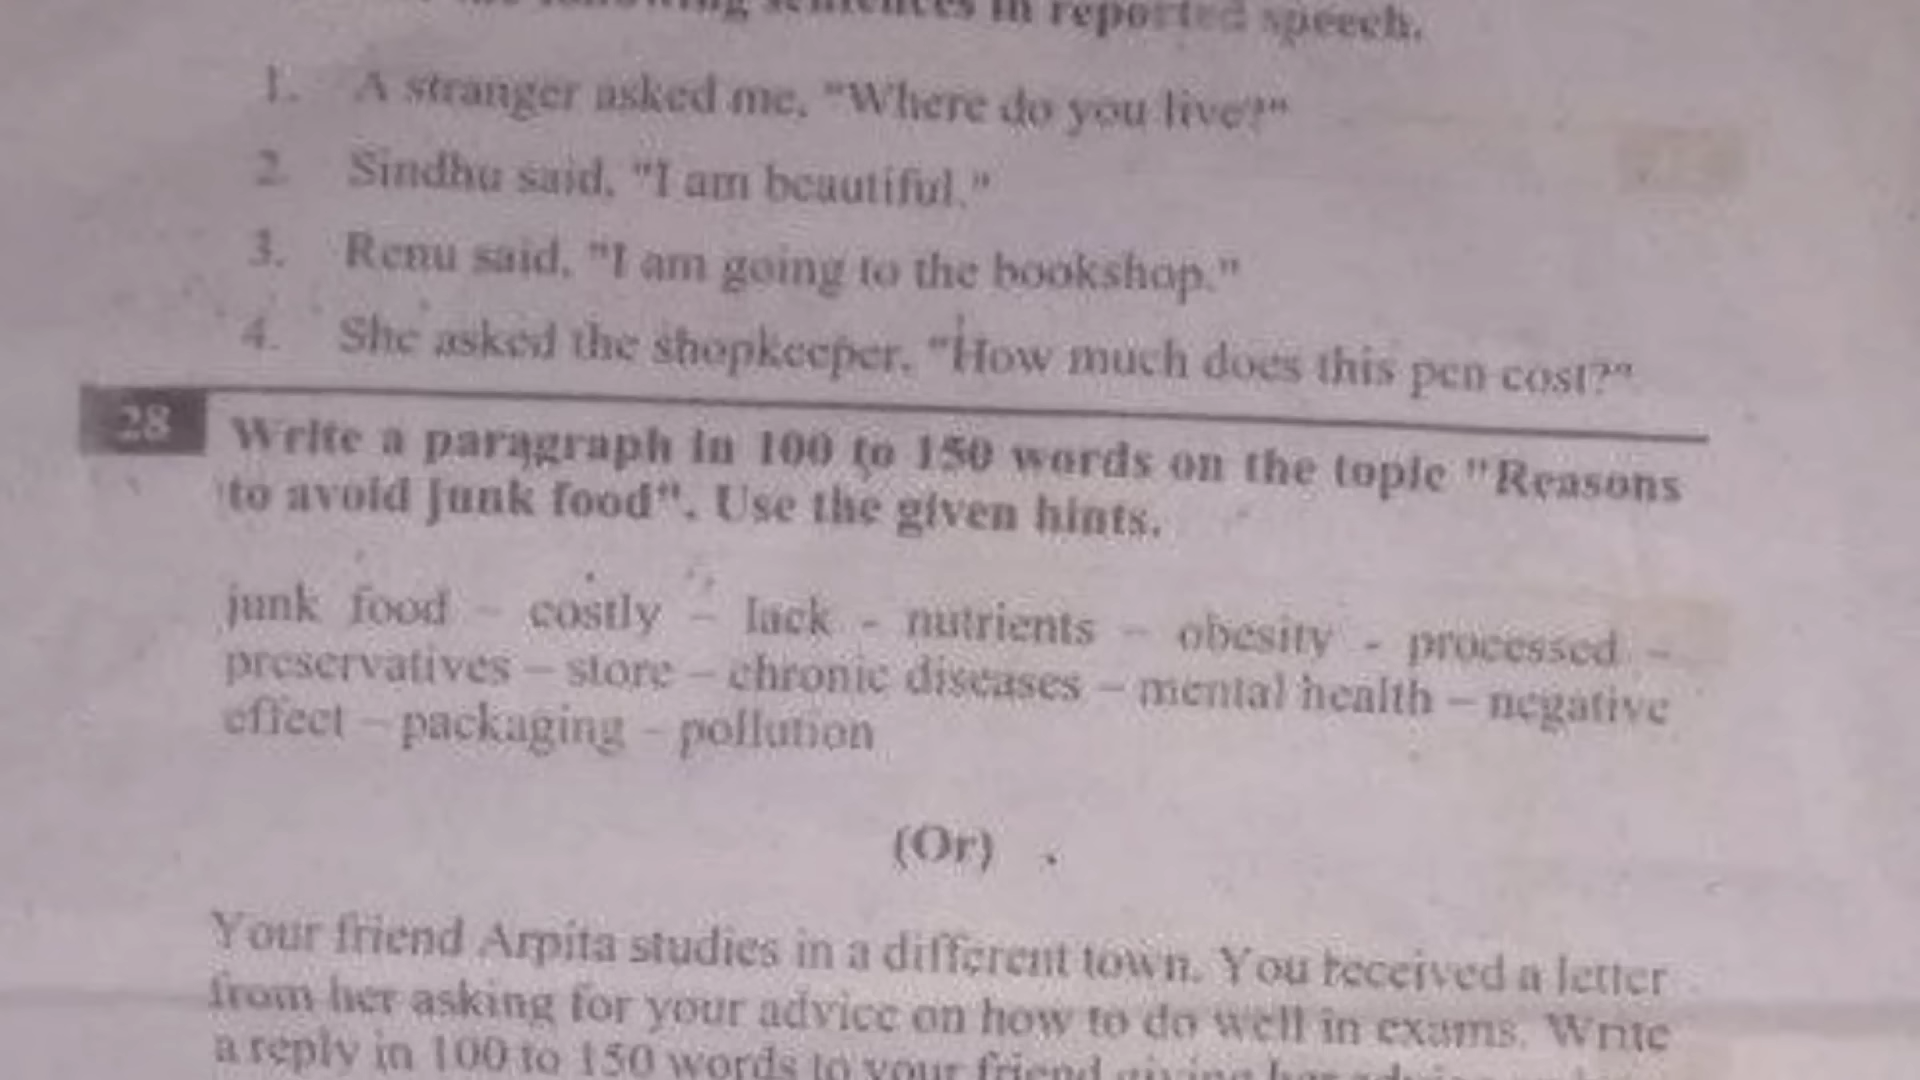 the following sentences in reported speech.
1. A stranger asked me, "Where do you live?"
2. Sindhu said, "I am beautiful."
3. Renu said, "I am going to the bookshop."
4. She asked the shopkeeper, "How much does this pen cost?"
28 Write a paragraph in 100 to 150 words on the topic "Reasons
to avoid Junk food". Use the given hints.
junk food – costly – lack - nutrients – obesity - processed –
preservatives – store – chronic diseases – mental health – negative
effect – packaging – pollution
(Or)
Your friend Arpita studies in a different town. You received a letter
from her asking for your advice on how to do well in exams. Write
a reply in 100 to 150 words to your friend giving her